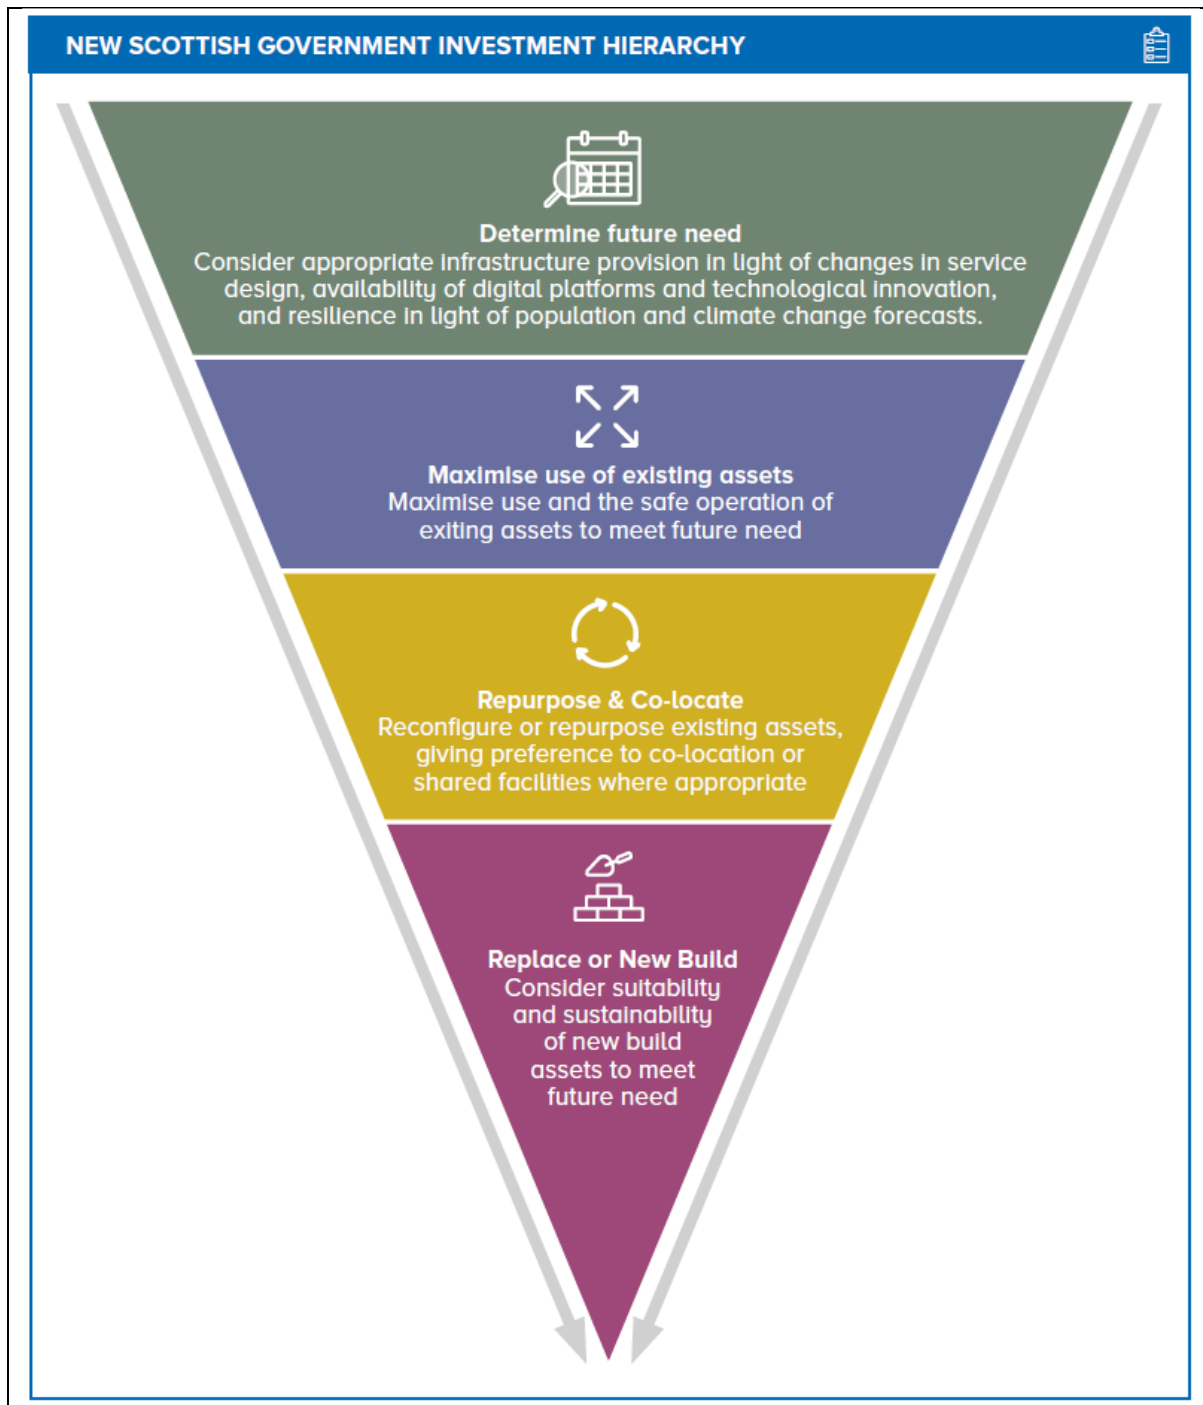 NEW SCOTTISH GOVERNMENT INVESTMENT HIERARCHY
Determine future need
Consider appropriate infrastructure provision in light of changes in service
design, availability of digital platforms and technological innovation,
and resilience in light of population and climate change forecasts.
Maximise use of existing assets
Maximise use and the safe operation of
exiting assets to meet future need
Repurpose & Co-locate
Reconfigure or repurpose existing assets,
giving preference to co-location or
shared facilities where appropriate
Replace or New Build
Consider suitability
and sustainability
of new build
assets to meet
future need